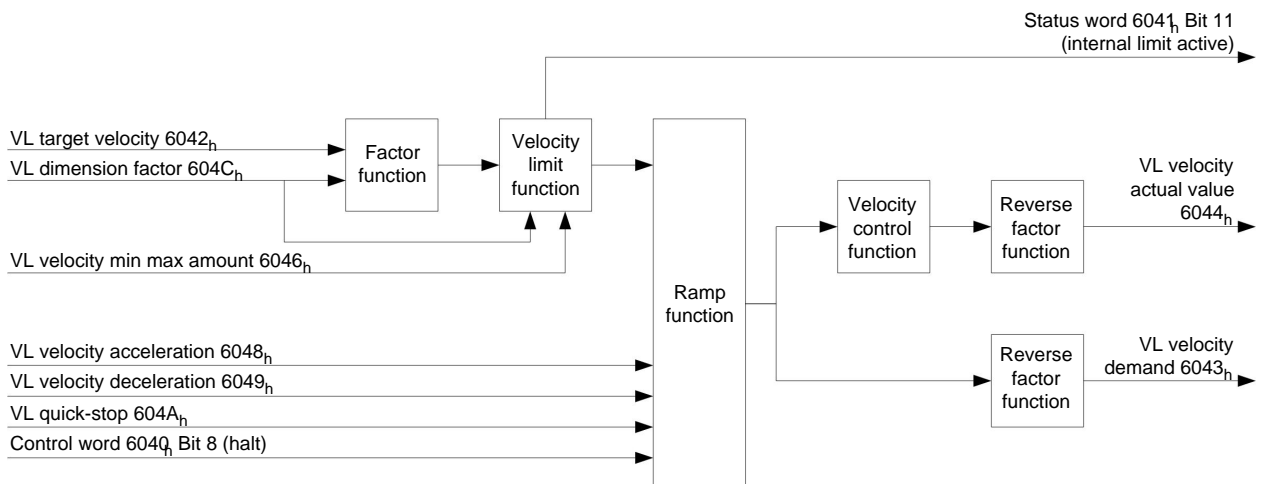 Status word 6041h Bit 11
(internal limit active)
VL target velocity 6042h
VL dimension factor 604Ch
Factor
function
Velocity
limit
function
VL velocity min max amount 6046h
Ramp
function
Velocity
control
function
Reverse
factor
function
VL velocity
actual value
6044h
VL velocity acceleration 6048h
VL velocity deceleration 6049h
VL quick-stop 604Ah
Control word 6040h Bit 8 (halt)
Reverse
factor
function
VL velocity
demand 6043h